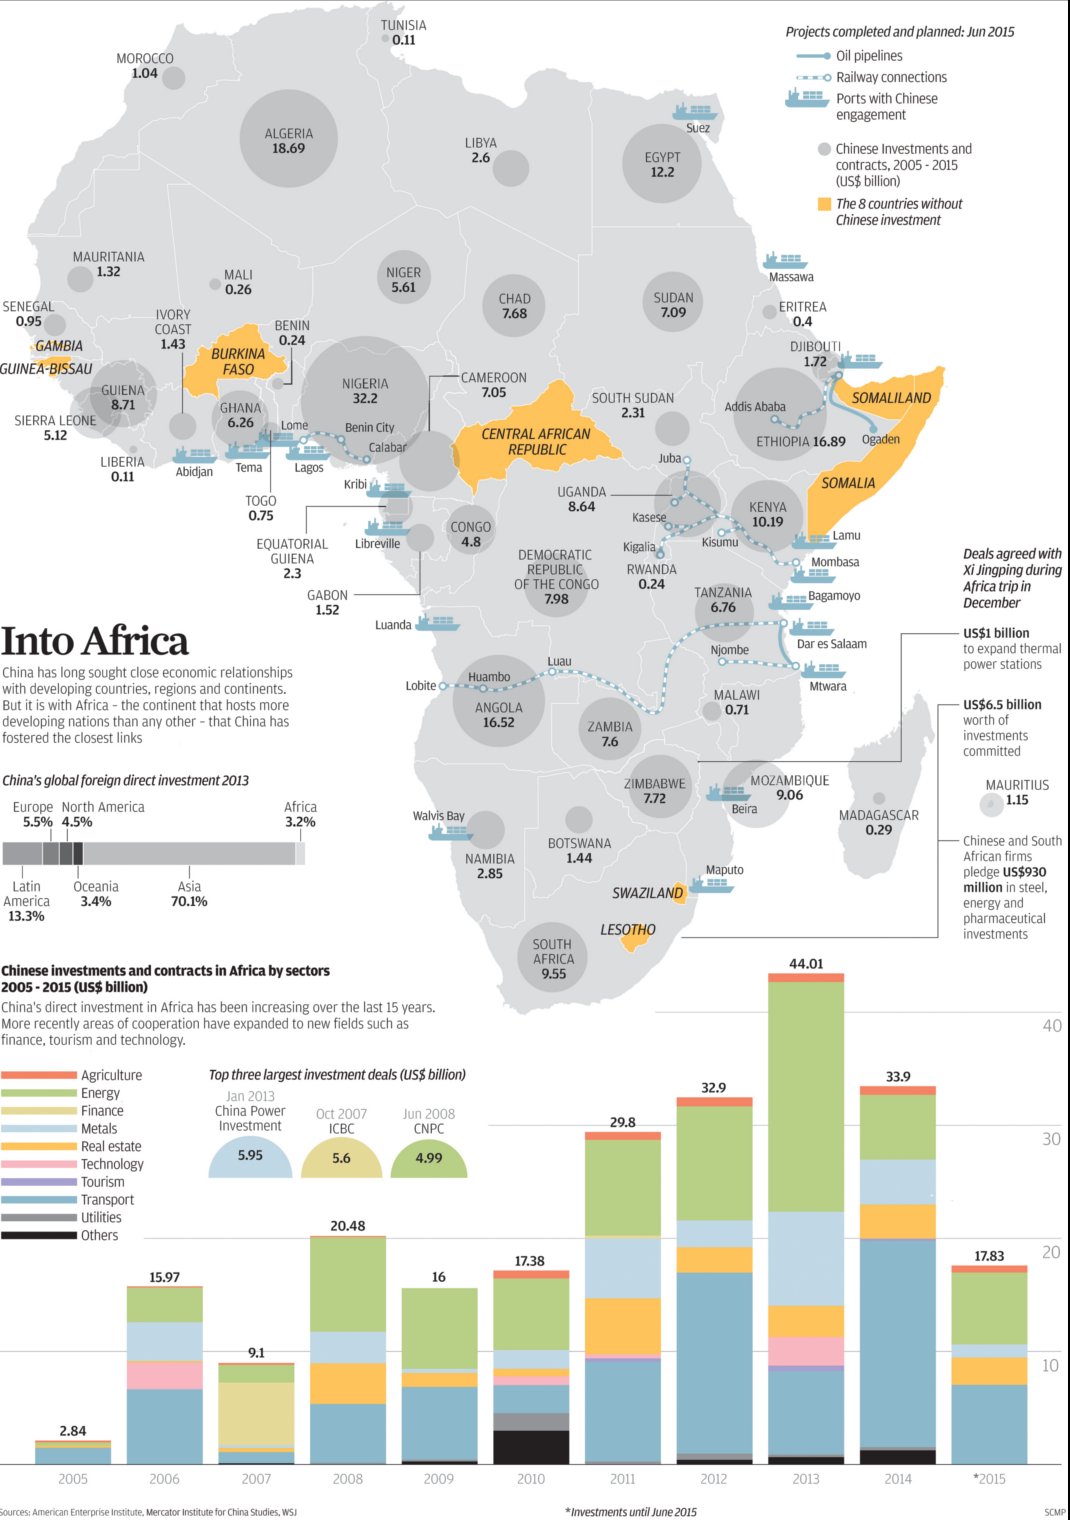 TUNISIA
0.11
MOROCCO
1.04
Projects completed and planned: Jun 2015
Oil pipelines
Railway connections
Ports with Chinese
engagement
Chinese Investments and
contracts, 2005 - 2015
(US$ billion)
The 8 countries without
Chinese investment
ALGERIA
18.69
LIBYA
2.6
Suez
EGYPT
12.2
MAURITANIA
1.32
MALI
0.26
NIGER
5.61
CHAD
7.68
SUDAN
7.09
Massawa
ERITREA
0.4
SENEGAL
0.95
IVORY
COAST
1.43
BENIN
0.24
GAMBIA
GUINEA-BISSAU
BURKINA
FASO
DJIBOUTI
1.72
GUIENA
8.71
NIGERIA
32.2
CAMEROON
7.05
SOUTH SUDAN
2.31
Addis Ababa
SOMALILAND
SIERRA LEONE
5.12
GHANA
6.26
Lome
Benin City
Calabar
CENTRAL AFRICAN
REPUBLIC
ETHIOPIA 16.89
Ogaden
LIBERIA
0.11
Abidjan
Tema
Lagos
Juba
SOMALIA
Kribi
TOGO
0.75
UGANDA
8.64
Kasese
KENYA
10.19
Lamu
EQUATORIAL
GUIENA
2.3
Libreville
CONGO
4.8
Kigalia
Kisumu
Mombasa
DEMOCRATIC
REPUBLIC
OF THE CONGO
7.98
RWANDA
0.24
GABON
1.52
TANZANIA
6.76
Bagamoyo
Luanda
Dar es Salaam
Njombe
Mtwara
Deals agreed with
Xi Jingping during
Africa trip in
December
US$1 billion
to expand thermal
power stations
US$6.5 billion
worth of
investments
committed
Into Africa
China has long sought close economic relationships
with developing countries, regions and continents.
But it is with Africa – the continent that hosts more
developing nations than any other – that China has
fostered the closest links
Lobite
Huambo
Luau
ANGOLA
16.52
ZAMBIA
7.6
MALAWI
0.71
ZIMBABWE
7.72
MOZAMBIQUE
9.06
Beira
MADAGASCAR
0.29
MAURITIUS
1.15
Chinese and South
African firms
pledge US$930
million in steel,
energy and
pharmaceutical
investments
China's global foreign direct investment 2013
Europe
5.5%
North America
4.5%
Africa
3.2%
Latin
America
13.3%
Oceania
3.4%
Asia
70.1%
Walvis Bay
NAMIBIA
2.85
BOTSWANA
1.44
Maputo
SWAZILAND
LESOTHO
SOUTH
AFRICA
9.55
Chinese investments and contracts in Africa by sectors
2005 - 2015 (US$ billion)
China's direct investment in Africa has been increasing over the last 15 years.
More recently areas of cooperation have expanded to new fields such as
finance, tourism and technology.
Agriculture
Energy
Finance
Metals
Real estate
Technology
Tourism
Transport
Utilities
Others
Top three largest investment deals (US$ billion)
Jan 2013
China Power
Investment
5.95
Oct 2007
ICBC
5.6
Jun 2008
CNPC
4.99
40
30
20
10
2.84
15.97
9.1
20.48
16
17.38
29.8
32.9
44.01
33.9
17.83
2005
2006
2007
2008
2009
2010
2011
2012
2013
2014
*2015
Sources: American Enterprise Institute, Mercator Institute for China Studies, WSJ
*Investments until June 2015
SCMP